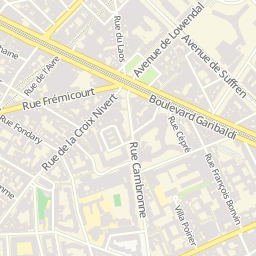 Avenue de Lowendal
Rue du Laos
Avenue de Suffren
Rue de l'Avre
Rue Frémicourt
Boulevard Garibaldi
Rue de la Croix Nivert
Rue Fondary
Rue Cépré
Rue Cambronne
Rue François Bonvin
Villa Poirier